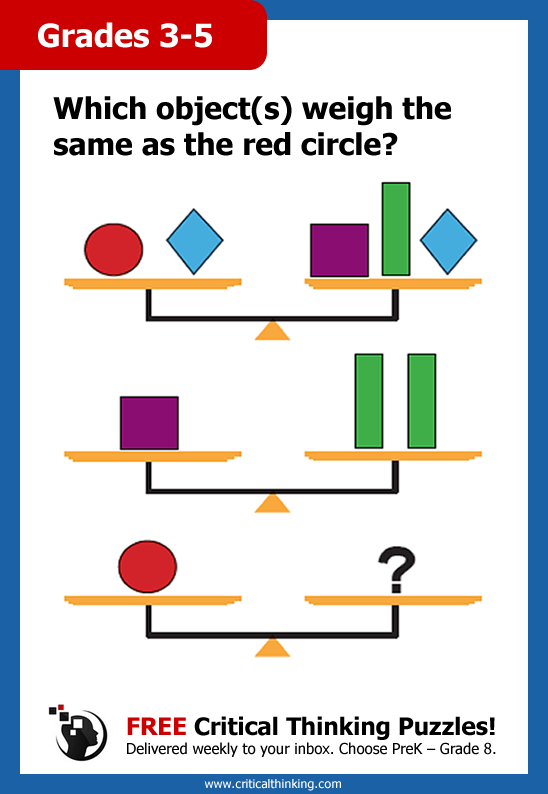 Grades 3-5
Which object(s) weigh the
same as the red circle?
?
FREE Critical Thinking Puzzles!
Delivered weekly to your inbox. Choose PreK – Grade 8.
www.criticalthinking.com